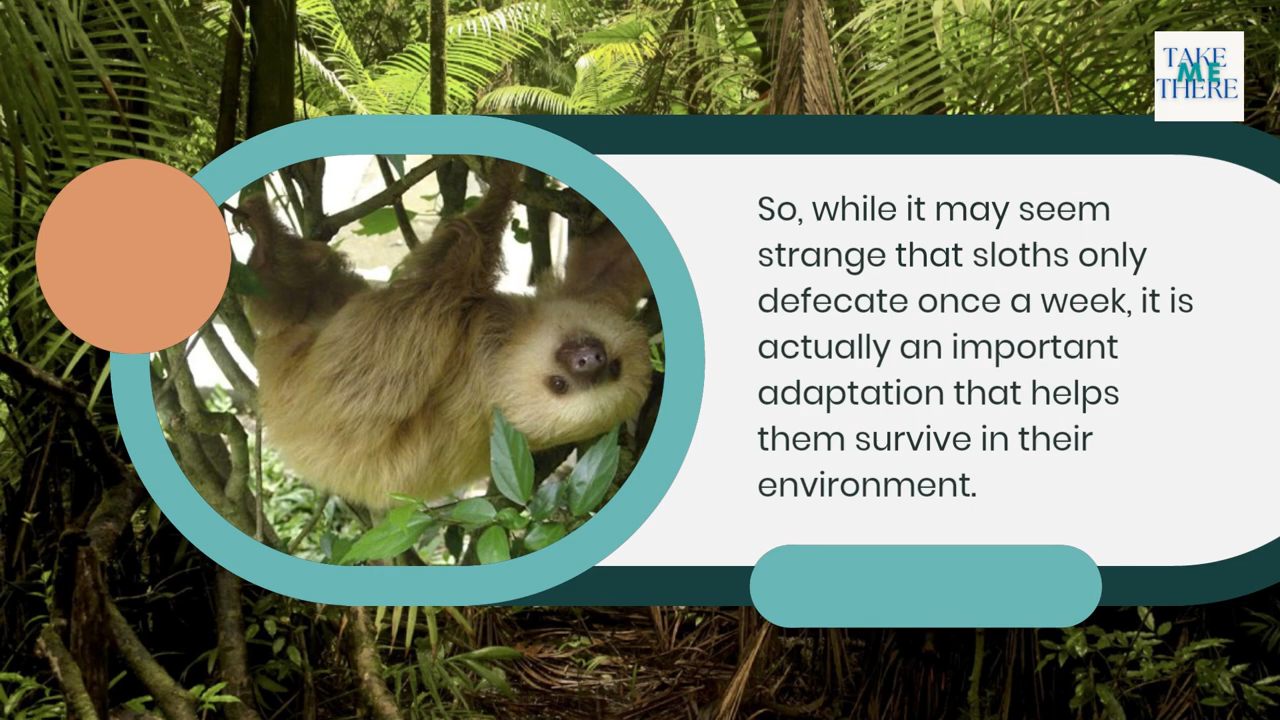 TAKE
ME
THERE
So, while it may seem
strange that sloths only
defecate once a week, it is
actually an important
adaptation that helps
them survive in their
environment.